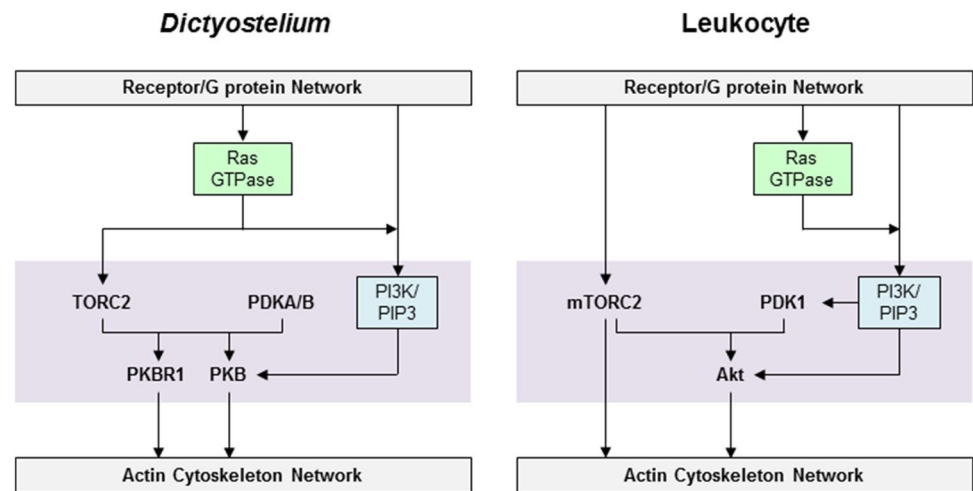 Dictyostelium
Receptor/G protein Network
Ras
GTPase
TORC2
PDKA/B
PI3K/
PIP3
PKBR1
PKB
Actin Cytoskeleton Network
Leukocyte
Receptor/G protein Network
Ras
GTPase
mTORC2
PDK1
PI3K/
PIP3
Akt
Actin Cytoskeleton Network